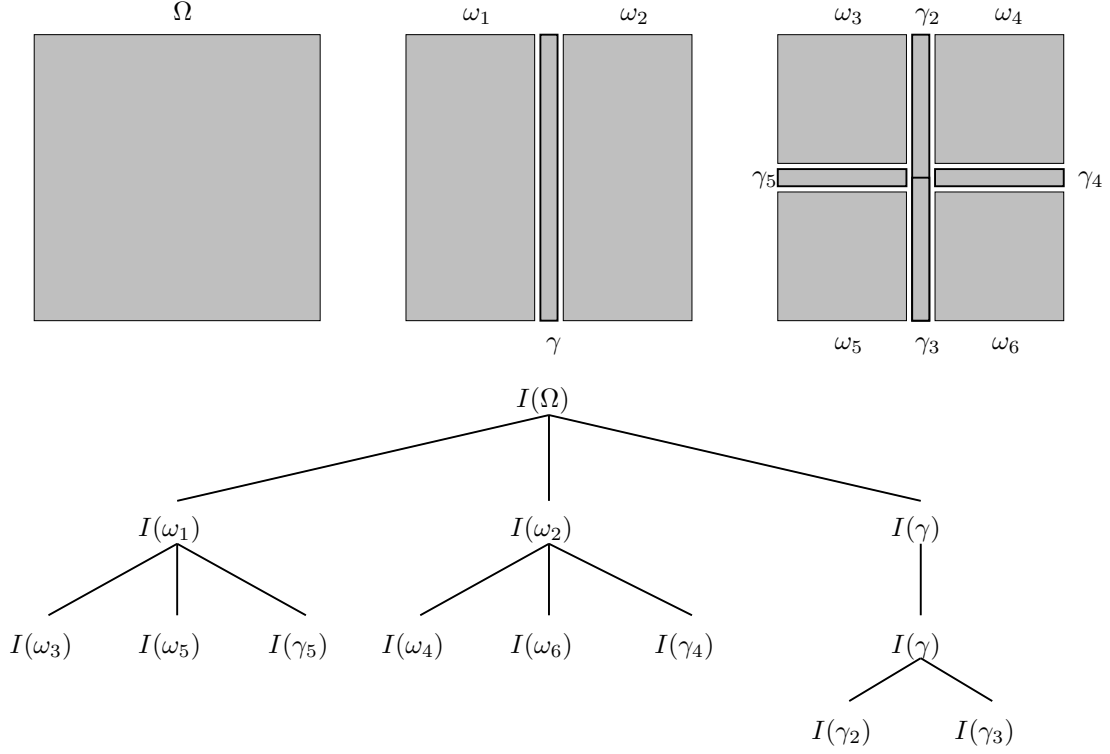 Ω
ω₁ ω₂
ω₃ γ₂ ω₄
γ₅ γ₄
γ
ω₅ γ₃ ω₆
I(Ω)
I(ω₁) I(ω₂) I(γ)
I(ω₃) I(ω₅) I(γ₅) I(ω₄) I(ω₆) I(γ₄) I(γ)
I(γ₂) I(γ₃)